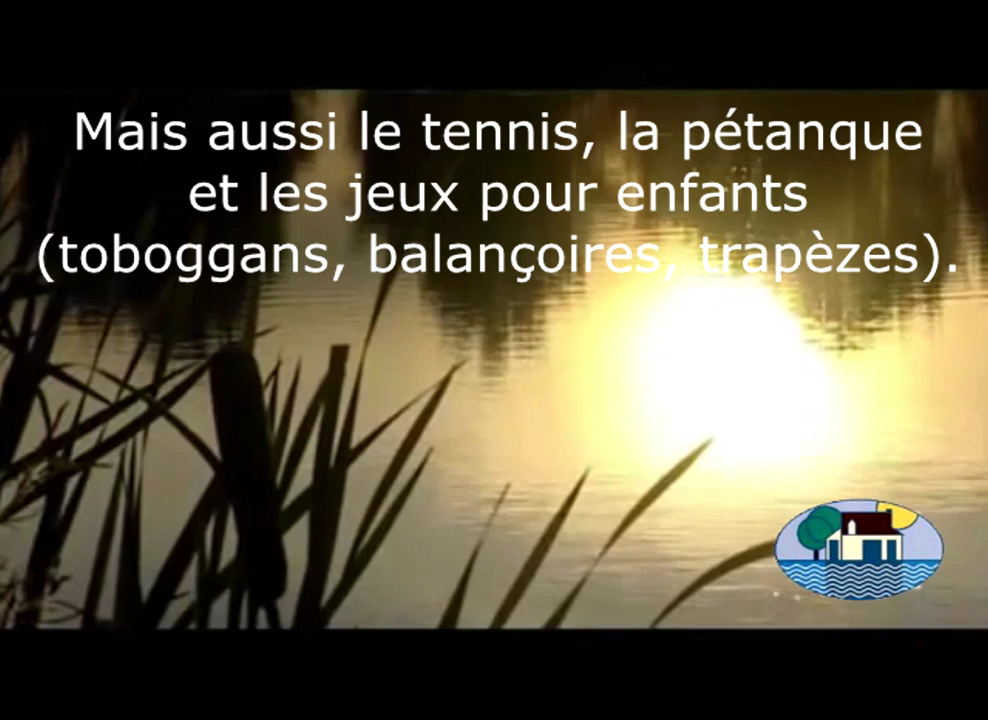 Mais aussi le tennis, la pétanque
et les jeux pour enfants
(toboggans, balançoires, trapèzes).